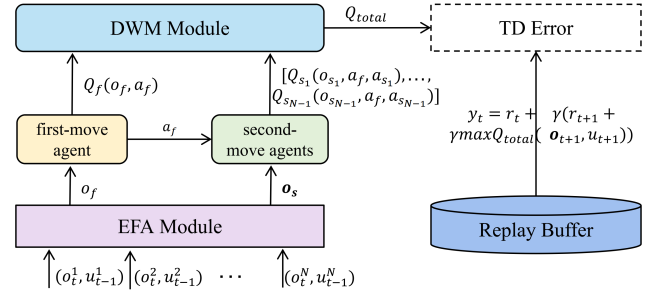 DWM Module
Q_total
TD Error
Q_f(o_f, a_f)
[Q_{s_1}(o_{s_1}, a_f, a_{s_1}), ...,
Q_{s_{N-1}}(o_{s_{N-1}}, a_f, a_{s_{N-1}})]
y_t = r_t + γ(r_{t+1} +
γmaxQ_total( o_{t+1}, u_{t+1}))
first-move
agent
a_f
second-
move agents
o_f
o_s
EFA Module
Replay Buffer
(o_t^1, u_{t-1}^1) (o_t^2, u_{t-1}^2) ... (o_t^N, u_{t-1}^N)